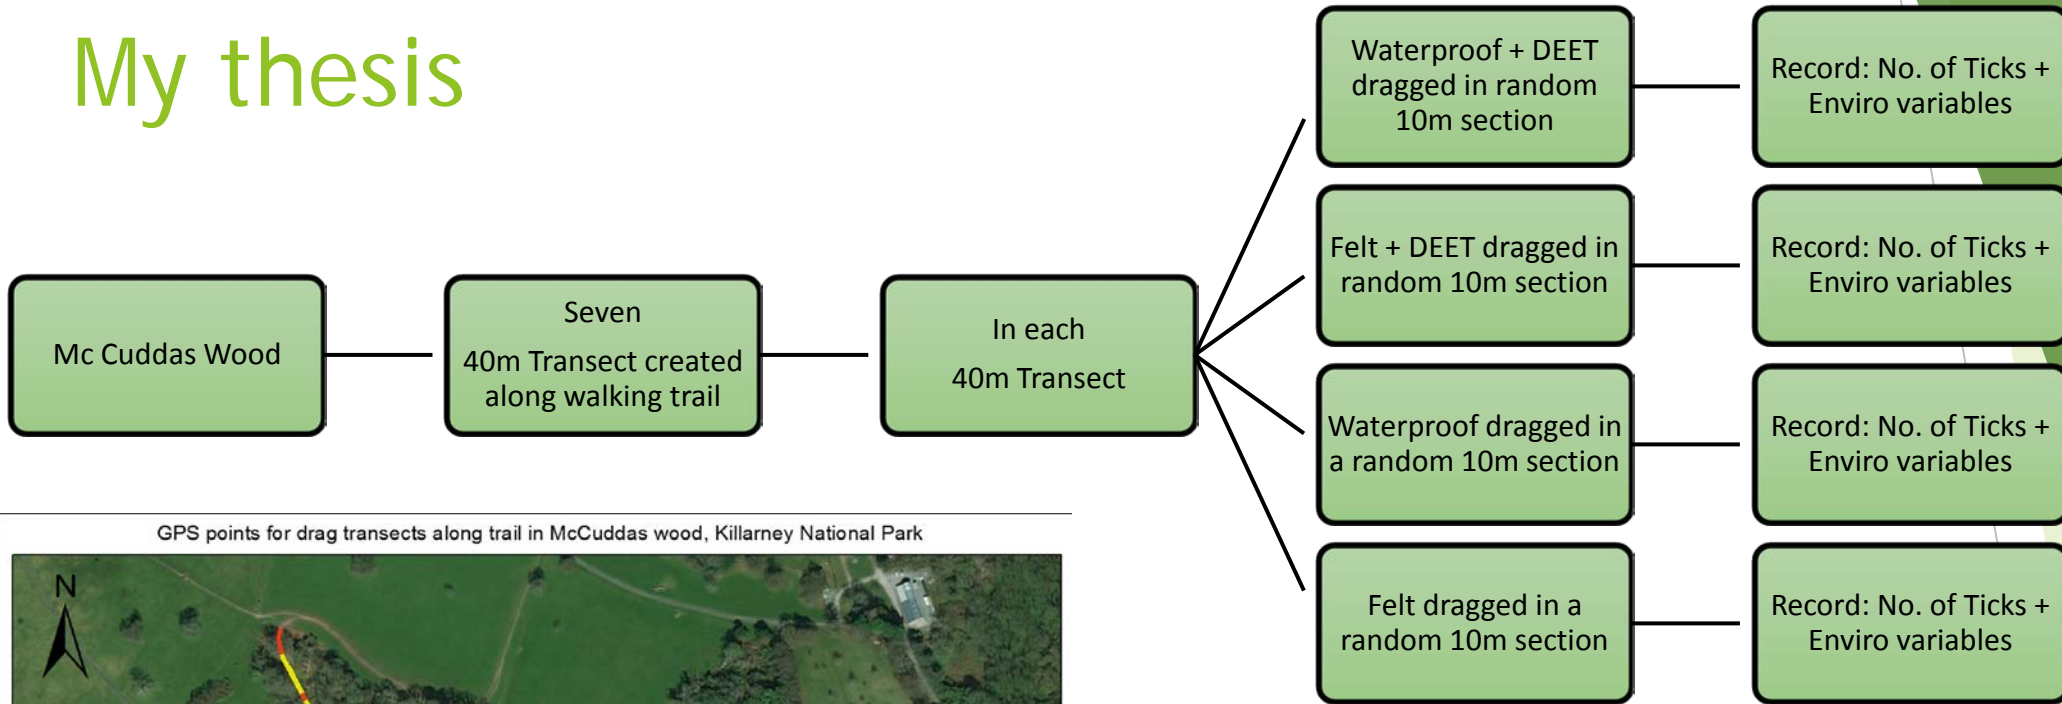 My thesis
Mc Cuddas Wood
Seven
40m Transect created
along walking trail
In each
40m Transect
Waterproof + DEET
dragged in random
10m section
Record: No. of Ticks +
Enviro variables
Felt + DEET dragged in
random 10m section
Record: No. of Ticks +
Enviro variables
Waterproof dragged in
a random 10m section
Record: No. of Ticks +
Enviro variables
Felt dragged in a
random 10m section
Record: No. of Ticks +
Enviro variables
GPS points for drag transects along trail in McCuddas wood, Killarney National Park
N